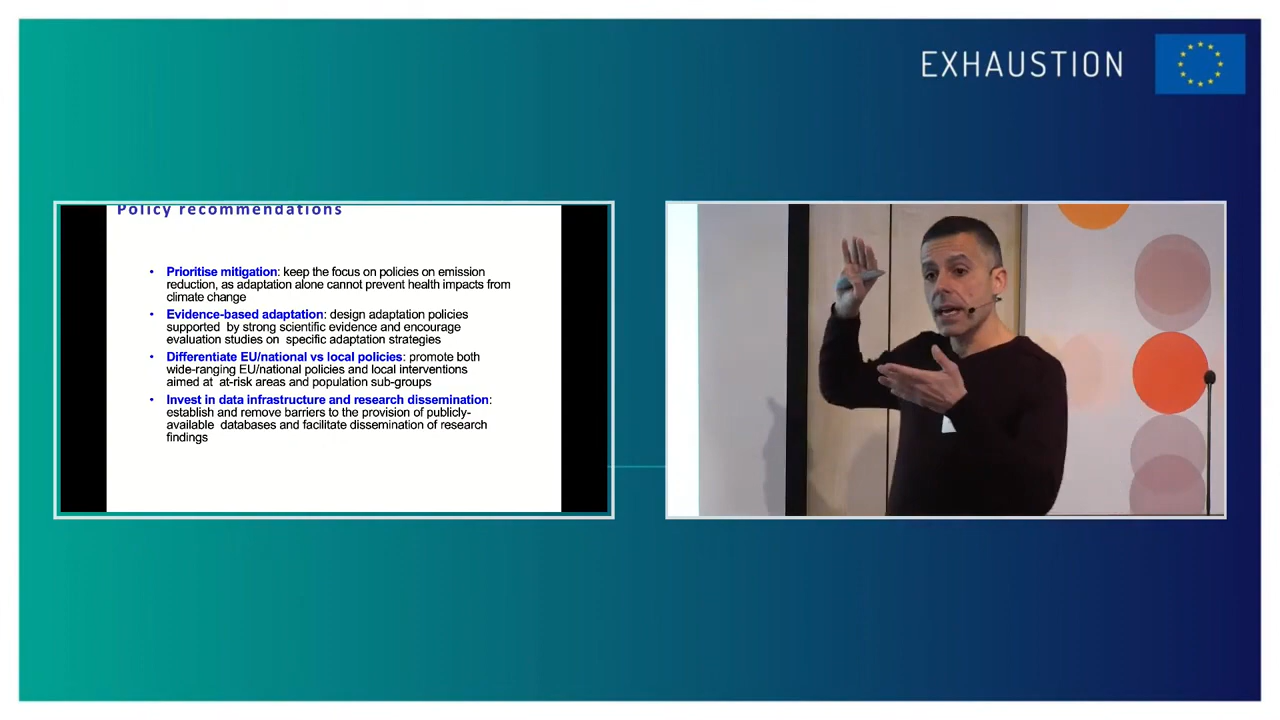 EXHAUSTION
Policy recommendations
• Prioritise mitigation: keep the focus on policies on emission
reduction, as adaptation alone cannot prevent health impacts from
climate change
• Evidence-based adaptation: design adaptation policies
supported by strong scientific evidence and encourage
evaluation studies on specific adaptation strategies
• Differentiate EU/national vs local policies: promote both
wide-ranging EU/national policies and local interventions
aimed at at-risk areas and population sub-groups
• Invest in data infrastructure and research dissemination:
establish and remove barriers to the provision of publicly-
available databases and facilitate dissemination of research
findings